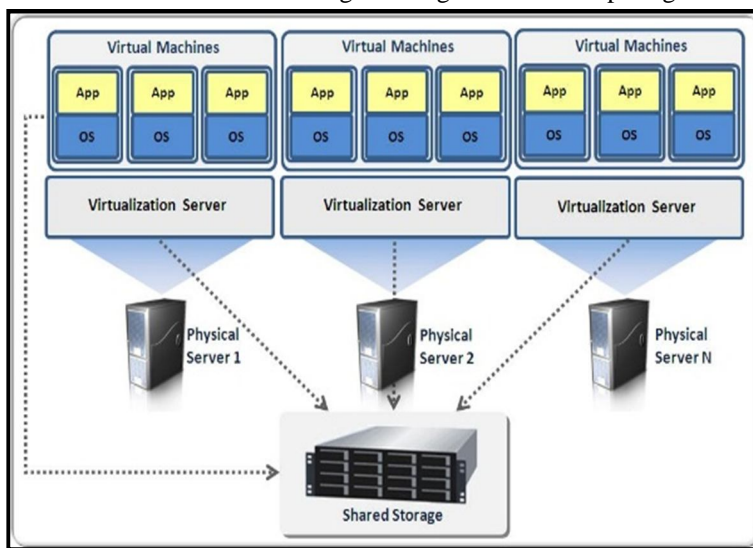 Virtual Machines
Virtual Machines
Virtual Machines
App App App
App App App
App App App
OS OS OS
OS OS OS
OS OS OS
Virtualization Server
Virtualization Server
Virtualization Server
Physical
Server 1
Physical
Server 2
Physical
Server N
Shared Storage